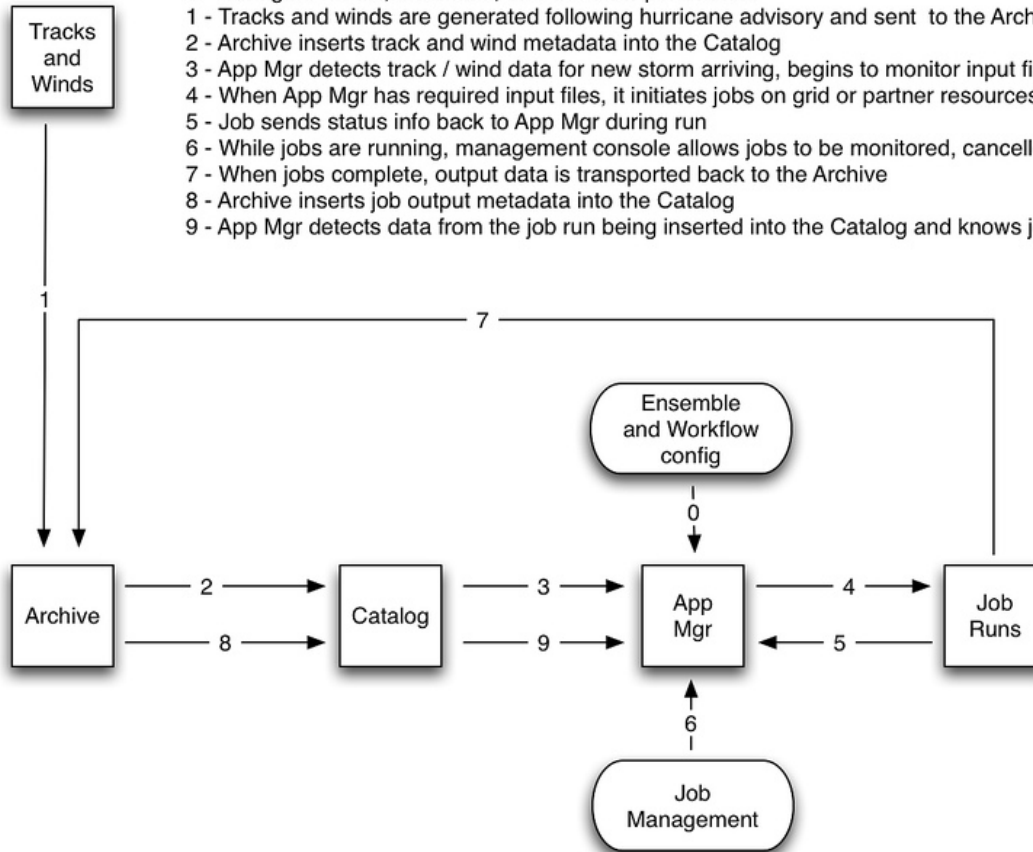 Tracks
and
Winds
1 - Tracks and winds are generated following hurricane advisory and sent to the Arch
2 - Archive inserts track and wind metadata into the Catalog
3 - App Mgr detects track / wind data for new storm arriving, begins to monitor input fi
4 - When App Mgr has required input files, it initiates jobs on grid or partner resources
5 - Job sends status info back to App Mgr during run
6 - While jobs are running, management console allows jobs to be monitored, cancell
7 - When jobs complete, output data is transported back to the Archive
8 - Archive inserts job output metadata into the Catalog
9 - App Mgr detects data from the job run being inserted into the Catalog and knows j
1
7
Ensemble
and Workflow
config
0
Archive
2
8
Catalog
3
9
App
Mgr
4
5
Job
Runs
6
Job
Management